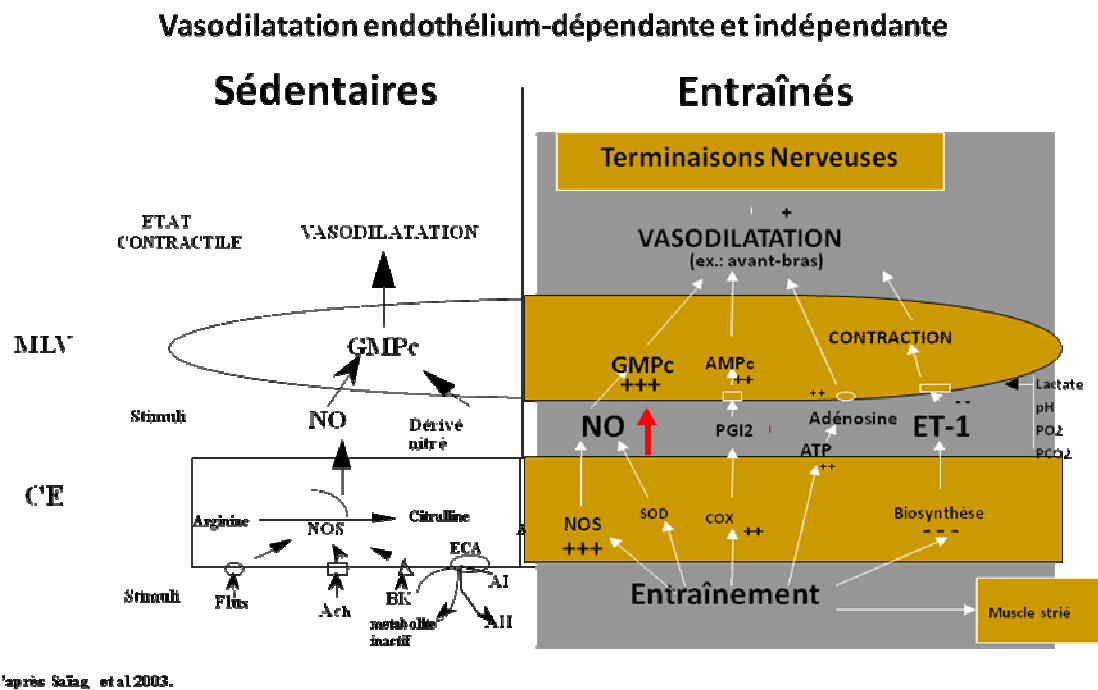 Vasodilatation endothélium-dépendante et indépendante
Sédentaires
Entraînés
Terminaisons Nerveuses
ETAT
CONTRACTILE
VASODILATATION
+
VASODILATATION
(ex.: avant-bras)
MLV
GMPc
GMPc
+++
AMPc
++
CONTRACTION
++
- -
Lactate
pH
PO2
PCO2
Stimuli
NO
Dérivé
nitré
NO
PGI2
Adénosine
ATP
++
ET-1
CE
Arginine
NOS
Citrulline
NOS
+++
SOD
COX
++
Biosynthèse
- - -
ECA
AI
Stimuli
Flux
Ach
BK
métabolite
inactif
AII
Entraînement
Muscle strié
'après Saïag et al 2003.